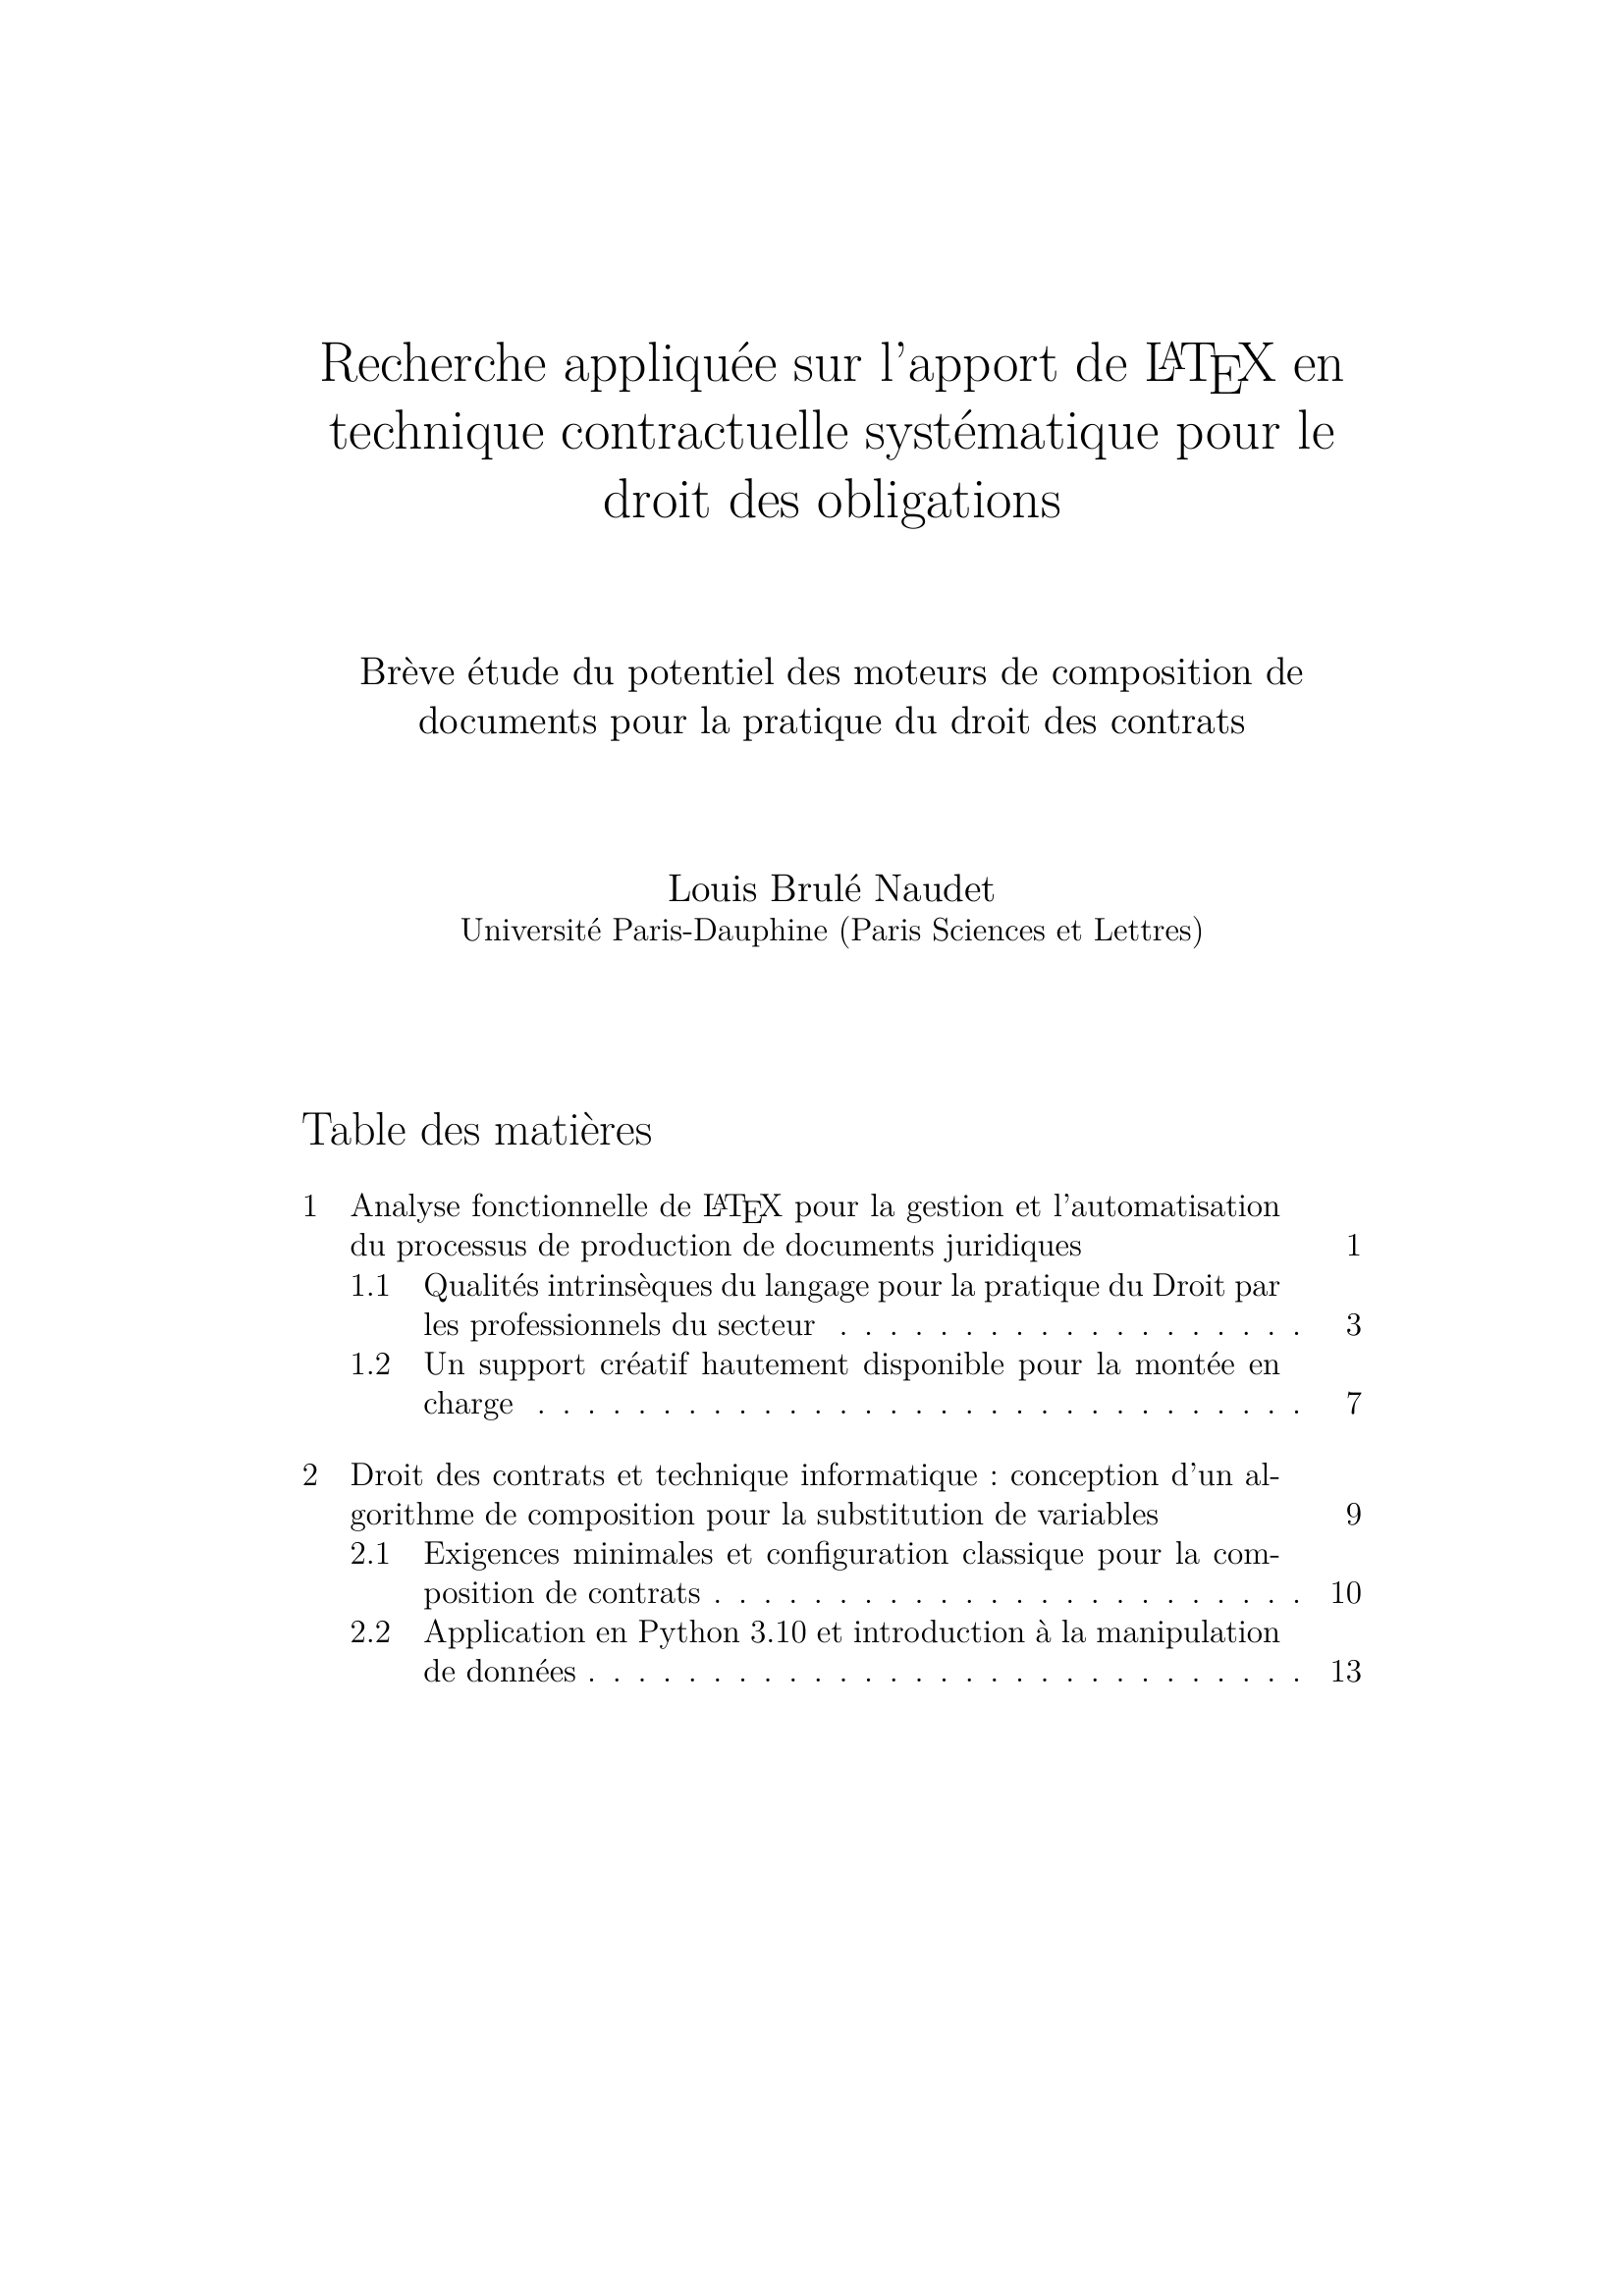 Recherche appliquée sur l'apport de LATEX en
technique contractuelle systématique pour le
droit des obligations
Brève étude du potentiel des moteurs de composition de
documents pour la pratique du droit des contrats
Louis Brulé Naudet
Université Paris-Dauphine (Paris Sciences et Lettres)
Table des matières
1 Analyse fonctionnelle de LATEX pour la gestion et l'automatisation
du processus de production de documents juridiques 1
1.1 Qualités intrinsèques du langage pour la pratique du Droit par
les professionnels du secteur . . . . . . . . . . . . . . . . . . . 3
1.2 Un support créatif hautement disponible pour la montée en
charge . . . . . . . . . . . . . . . . . . . . . . . . . . . . . . . 7
2 Droit des contrats et technique informatique : conception d'un al-
gorithme de composition pour la substitution de variables 9
2.1 Exigences minimales et configuration classique pour la com-
position de contrats . . . . . . . . . . . . . . . . . . . . . . . . 10
2.2 Application en Python 3.10 et introduction à la manipulation
de données . . . . . . . . . . . . . . . . . . . . . . . . . . . . . 13